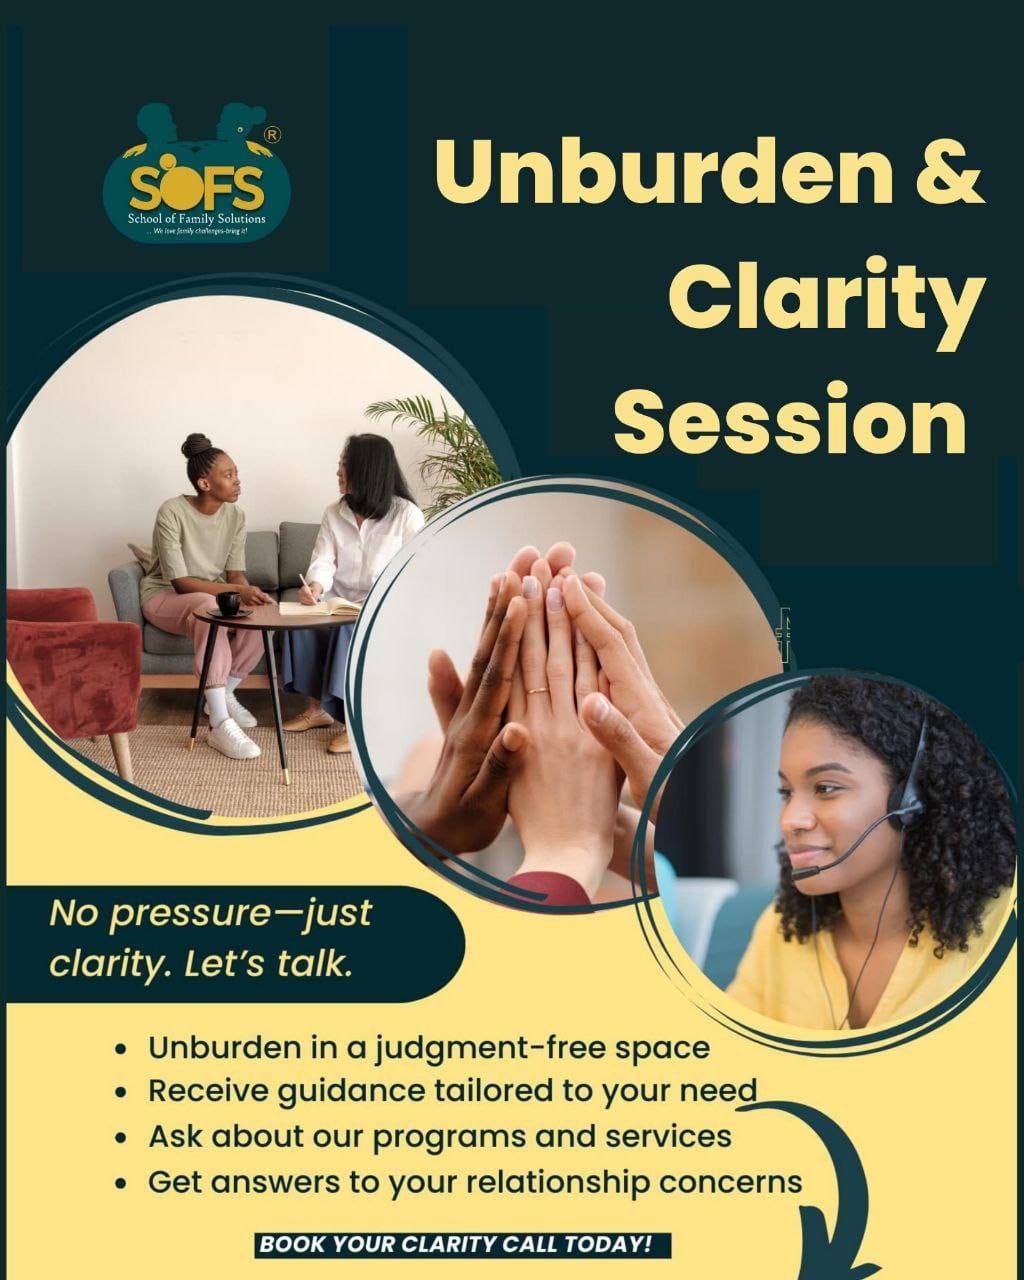 SOFS
®
School of Family Solutions
... We love family challenges-bring it!
Unburden &
Clarity
Session
No pressure—just
clarity. Let's talk.
• Unburden in a judgment-free space
• Receive guidance tailored to your need
• Ask about our programs and services
• Get answers to your relationship concerns
BOOK YOUR CLARITY CALL TODAY!